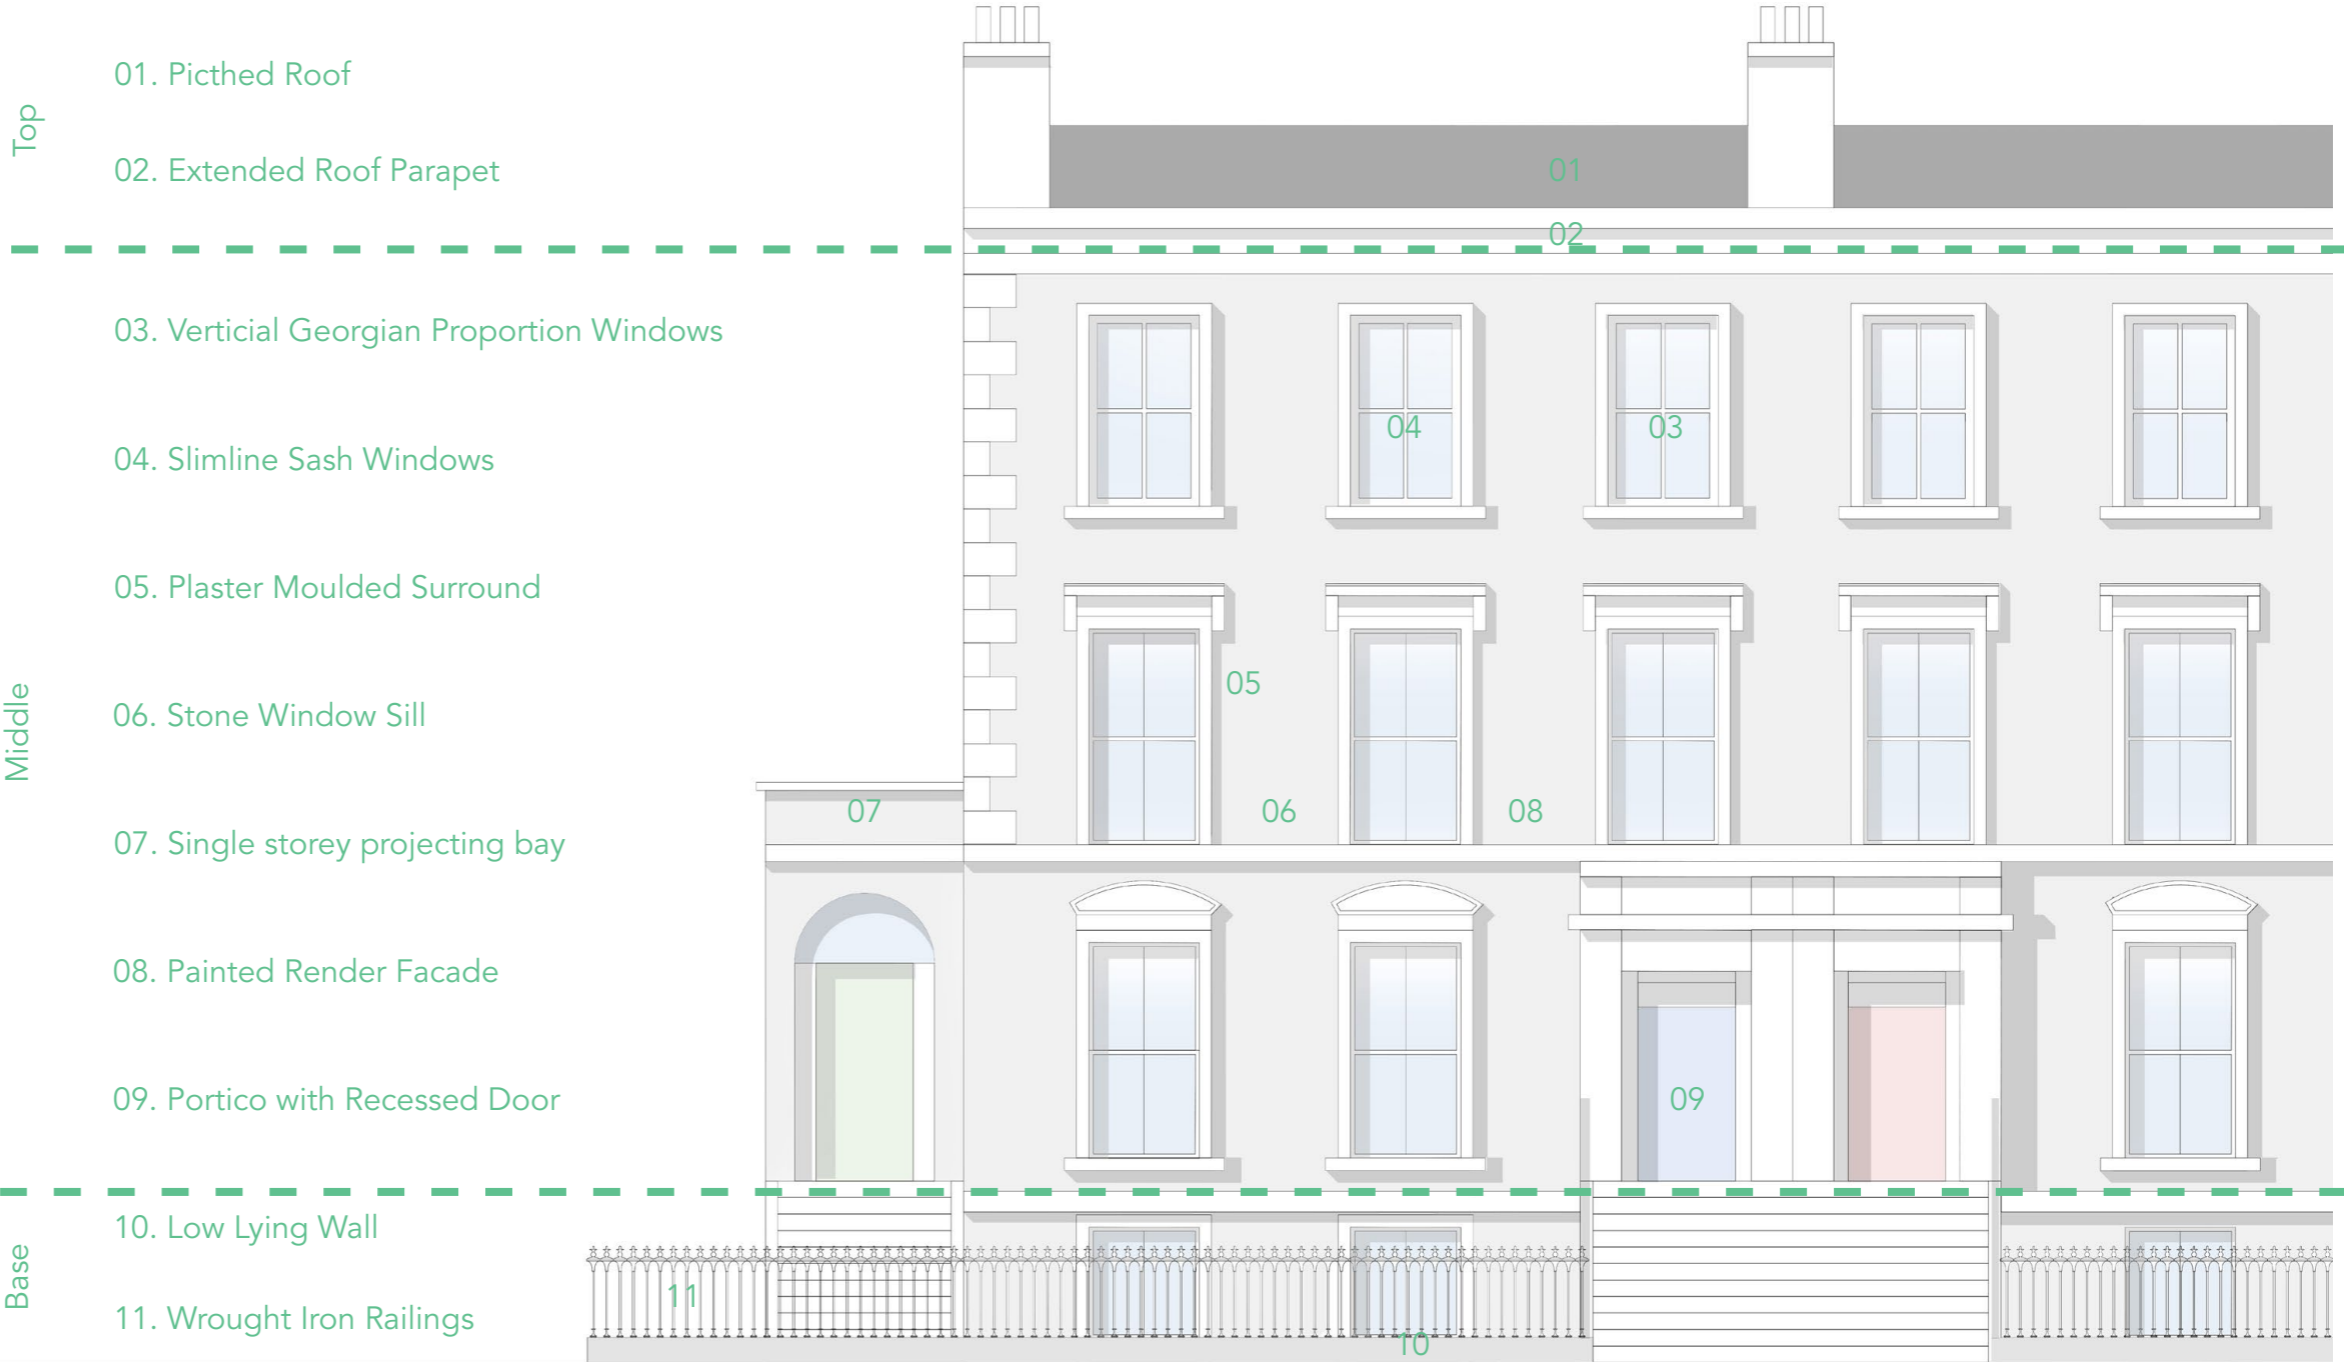 Top
01. Picthed Roof
02. Extended Roof Parapet
01
02
Middle
03. Verticial Georgian Proportion Windows
04. Slimline Sash Windows
05. Plaster Moulded Surround
06. Stone Window Sill
07. Single storey projecting bay
08. Painted Render Facade
09. Portico with Recessed Door
04
03
05
07
06
08
09
Base
10. Low Lying Wall
11. Wrought Iron Railings
11
10